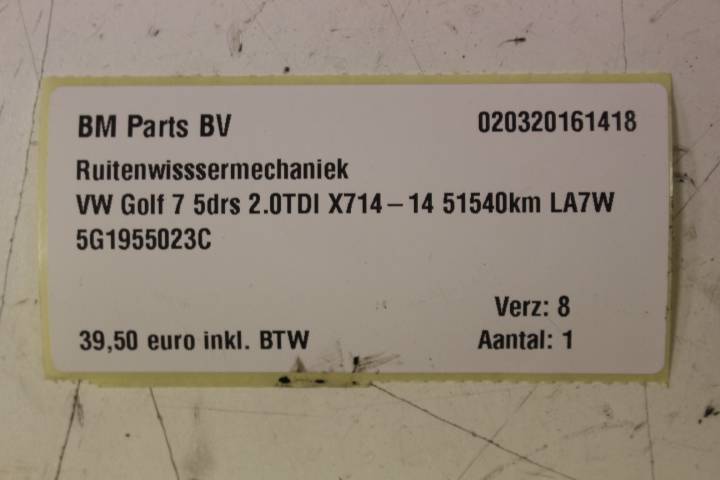 BM Parts BV 020320161418
Ruitenwisssermechaniek
VW Golf 7 5drs 2.0TDI X714-14 51540km LA7W
5G1955023C
Verz: 8
39,50 euro inkl. BTW Aantal: 1